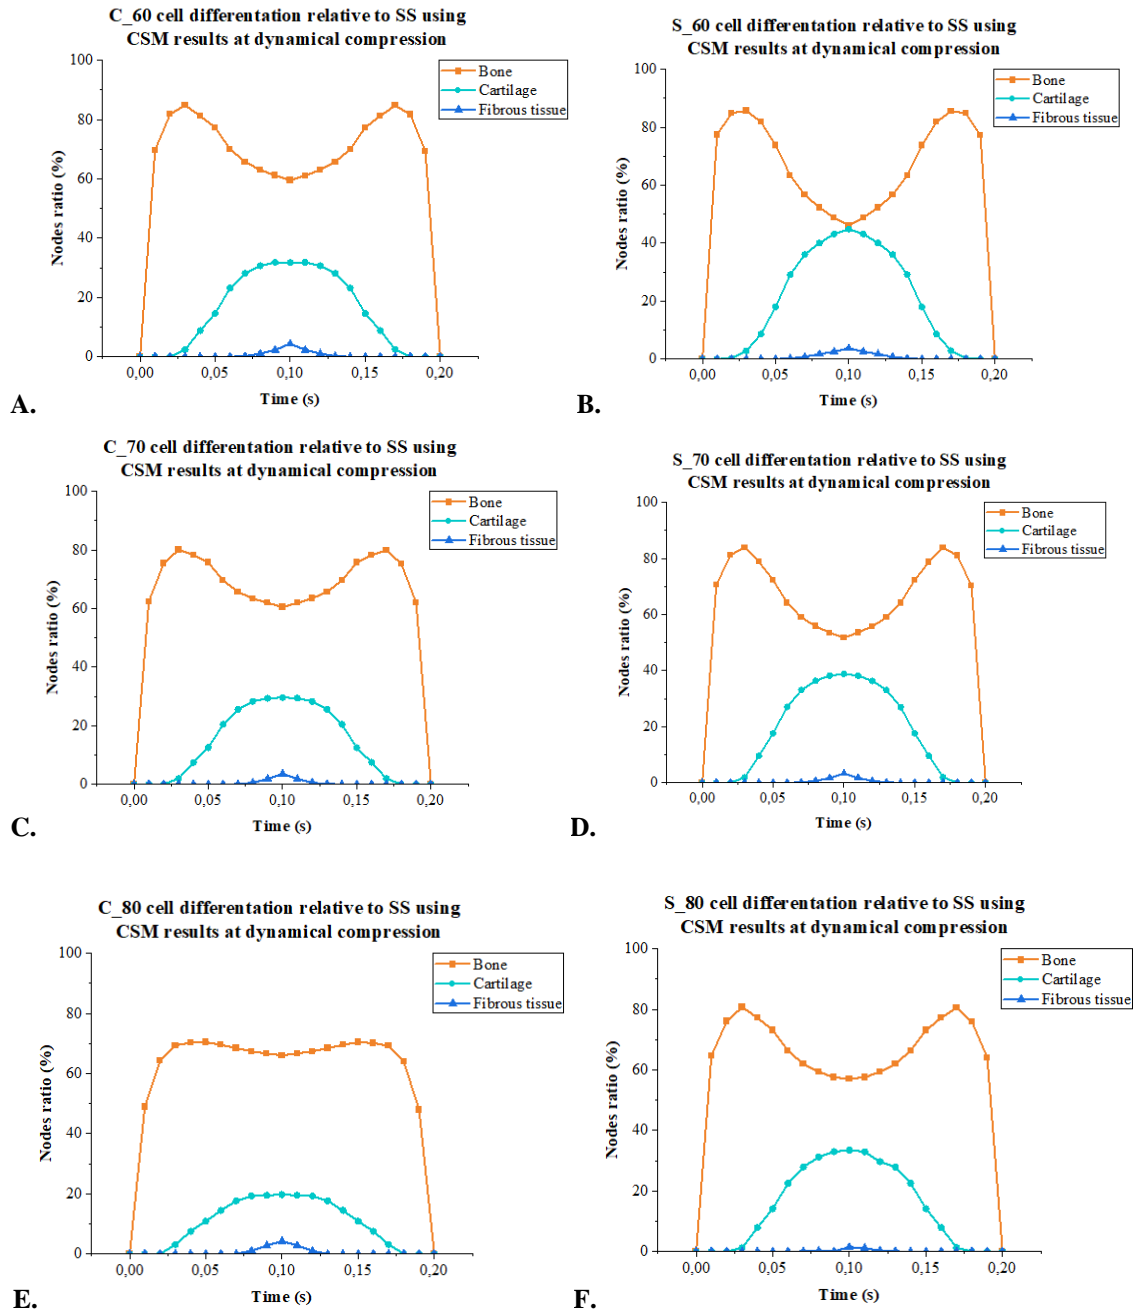 C_60 cell differentation relative to SS using
CSM results at dynamical compression
Bone
Cartilage
Fibrous tissue
100
80
60
40
20
0
Nodes ratio (%)
0,00 0,05 0,10 0,15 0,20
Time (s)
A.
S_60 cell differentation relative to SS using
CSM results at dynamical compression
Bone
Cartilage
Fibrous tissue
100
80
60
40
20
0
Nodes ratio (%)
0,00 0,05 0,10 0,15 0,20
Time (s)
B.
C_70 cell differentation relative to SS using
CSM results at dynamical compression
Bone
Cartilage
Fibrous tissue
100
80
60
40
20
0
Nodes ratio (%)
0,00 0,05 0,10 0,15 0,20
Time (s)
C.
S_70 cell differentation relative to SS using
CSM results at dynamical compression
Bone
Cartilage
Fibrous tissue
100
80
60
40
20
0
Nodes ratio (%)
0,00 0,05 0,10 0,15 0,20
Time (s)
D.
C_80 cell differentation relative to SS using
CSM results at dynamical compression
Bone
Cartilage
Fibrous tissue
100
80
60
40
20
0
Nodes ratio (%)
0,00 0,05 0,10 0,15 0,20
Time (s)
E.
S_80 cell differentation relative to SS using
CSM results at dynamical compression
Bone
Cartilage
Fibrous tissue
100
80
60
40
20
0
Nodes ratio (%)
0,00 0,05 0,10 0,15 0,20
Time (s)
F.